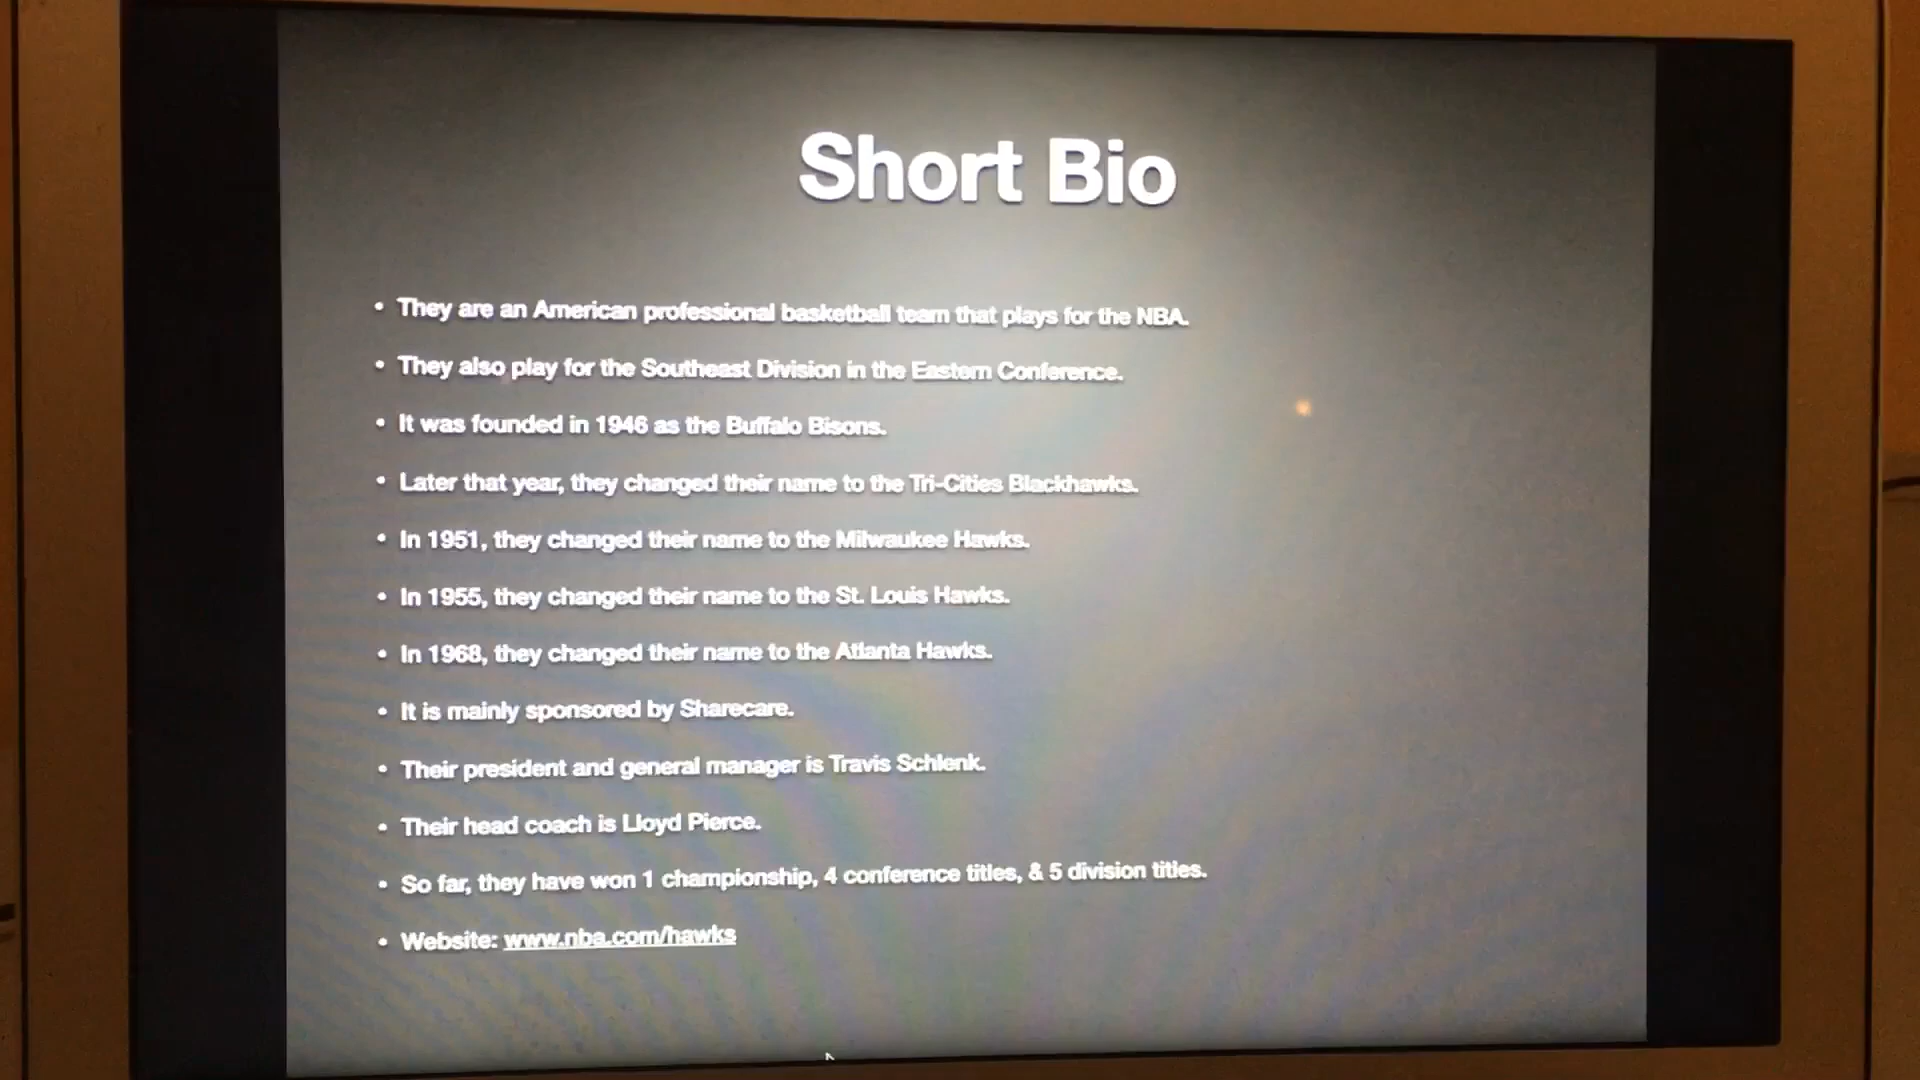 Short Bio
• They are an American professional basketball team that plays for the NBA.
• They also play for the Southeast Division in the Eastern Conference.
• It was founded in 1946 as the Buffalo Bisons.
• Later that year, they changed their name to the Tri-Cities Blackhawks.
• In 1951, they changed their name to the Milwaukee Hawks.
• In 1955, they changed their name to the St. Louis Hawks.
• In 1968, they changed their name to the Atlanta Hawks.
• It is mainly sponsored by Sharecare.
• Their president and general manager is Travis Schlenk.
• Their head coach is Lloyd Pierce.
• So far, they have won 1 championship, 4 conference titles, & 5 division titles.
• Website: www.nba.com/hawks